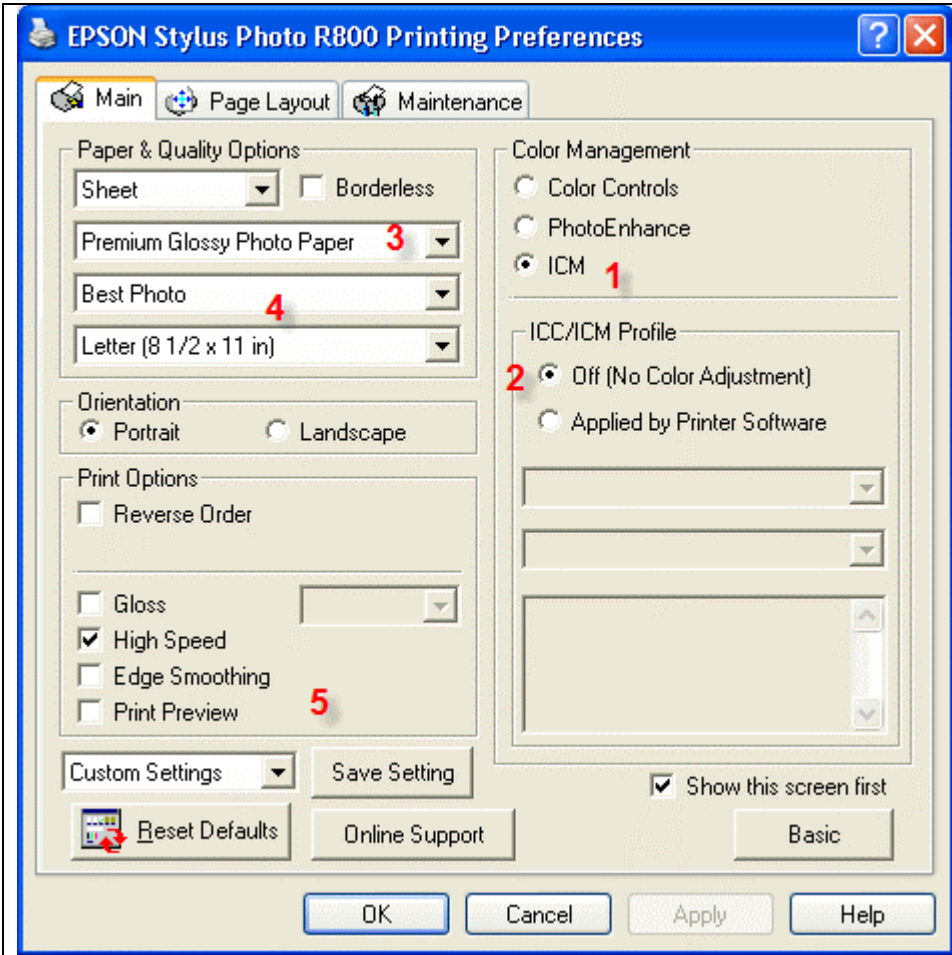 EPSON Stylus Photo R800 Printing Preferences
Main
Page Layout
Maintenance
Paper & Quality Options
Sheet
Borderless
Premium Glossy Photo Paper
3
Best Photo
4
Letter (8 1/2 x 11 in)
Orientation
Portrait
Landscape
Print Options
Reverse Order
Gloss
High Speed
Edge Smoothing
Print Preview
5
Custom Settings
Save Setting
Reset Defaults
Online Support
Color Management
Color Controls
PhotoEnhance
ICM
1
ICC/ICM Profile
2
Off (No Color Adjustment)
Applied by Printer Software
Show this screen first
Basic
OK
Cancel
Apply
Help